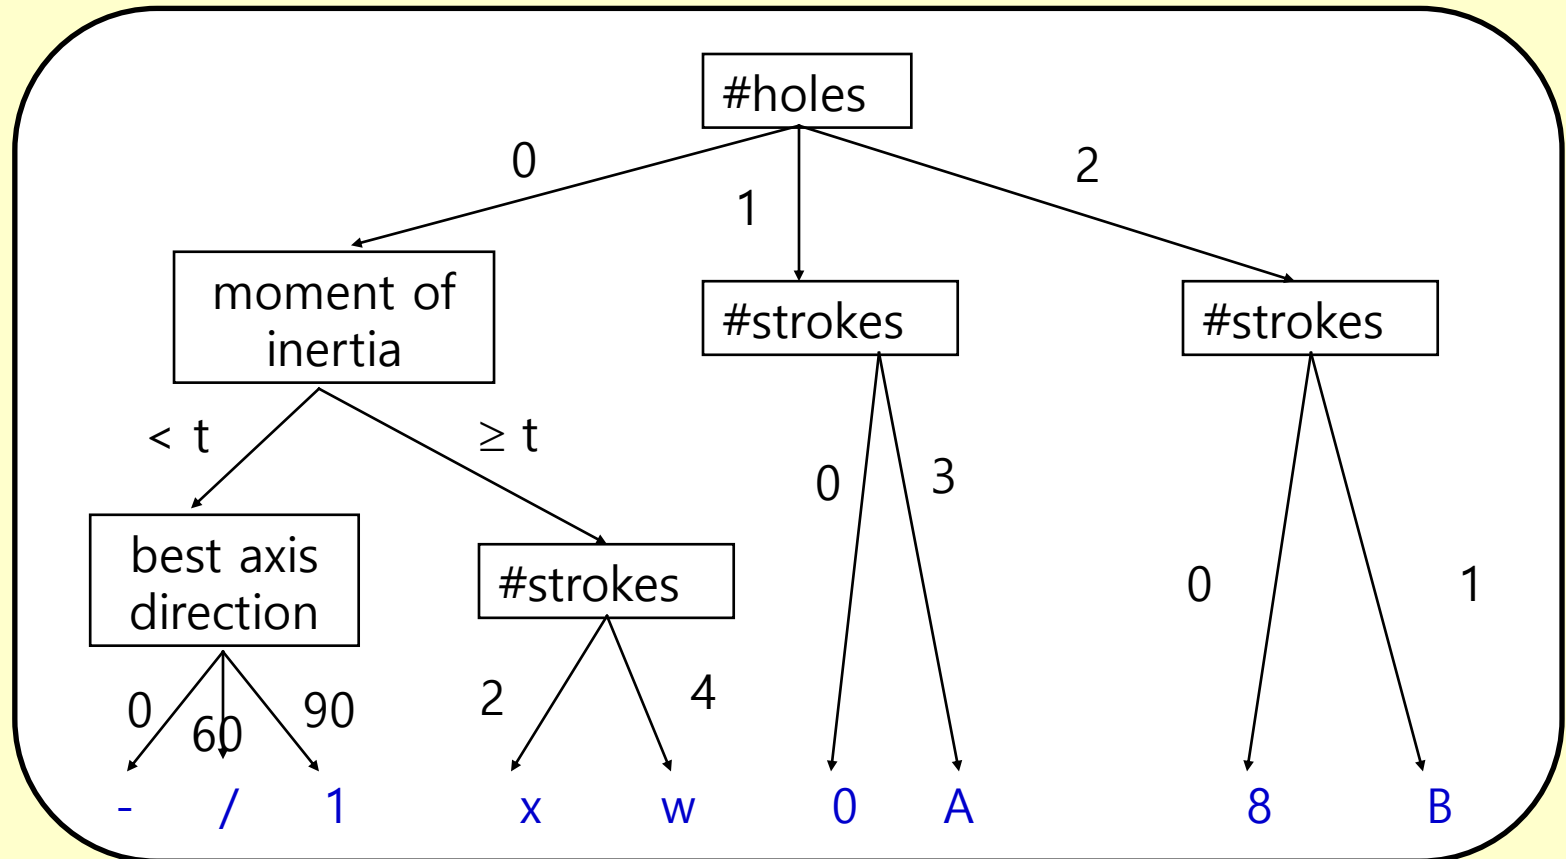 #holes
0
1
2
moment of
inertia
#strokes
#strokes
< t
≥ t
0
3
best axis
direction
#strokes
0
1
0
60
90
2
4
- / 1 x w 0 A 8 B